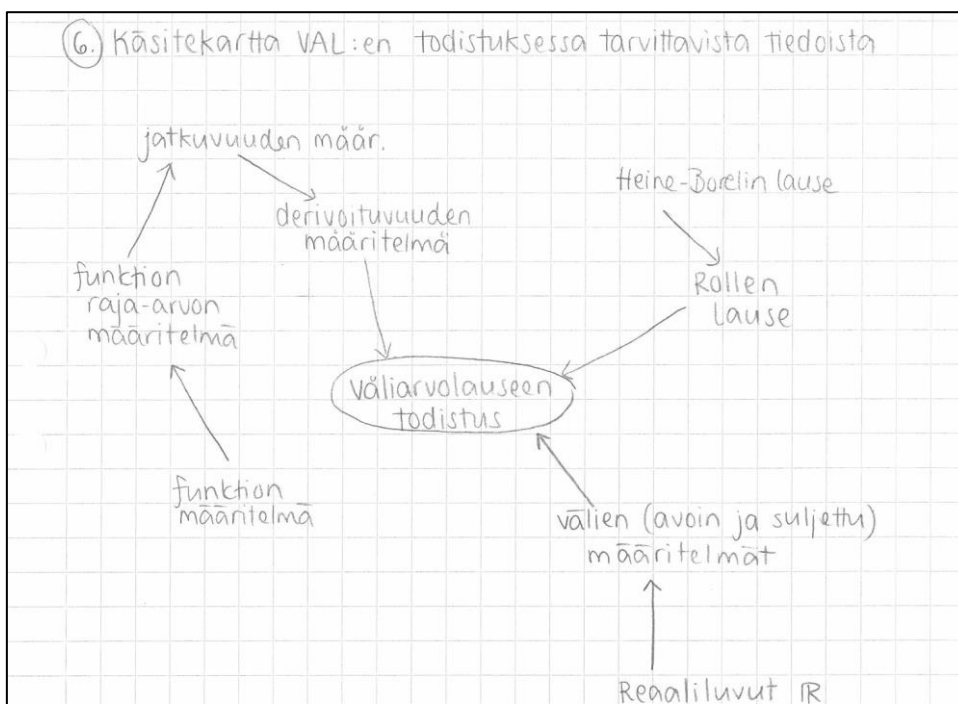 6. Käsitekartta VAL:en todistuksessa tarvittavista tiedoista
jatkuvuuden määr.
Heine-Borelin lause
derivoituvuuden
määritelmä
funktion
raja-arvon
määritelmä
Rollen
lause
väliarvolauseen
todistus
funktion
määritelmä
välien (avoin ja suljettu)
määritelmät
Reaaliluvut ℝ